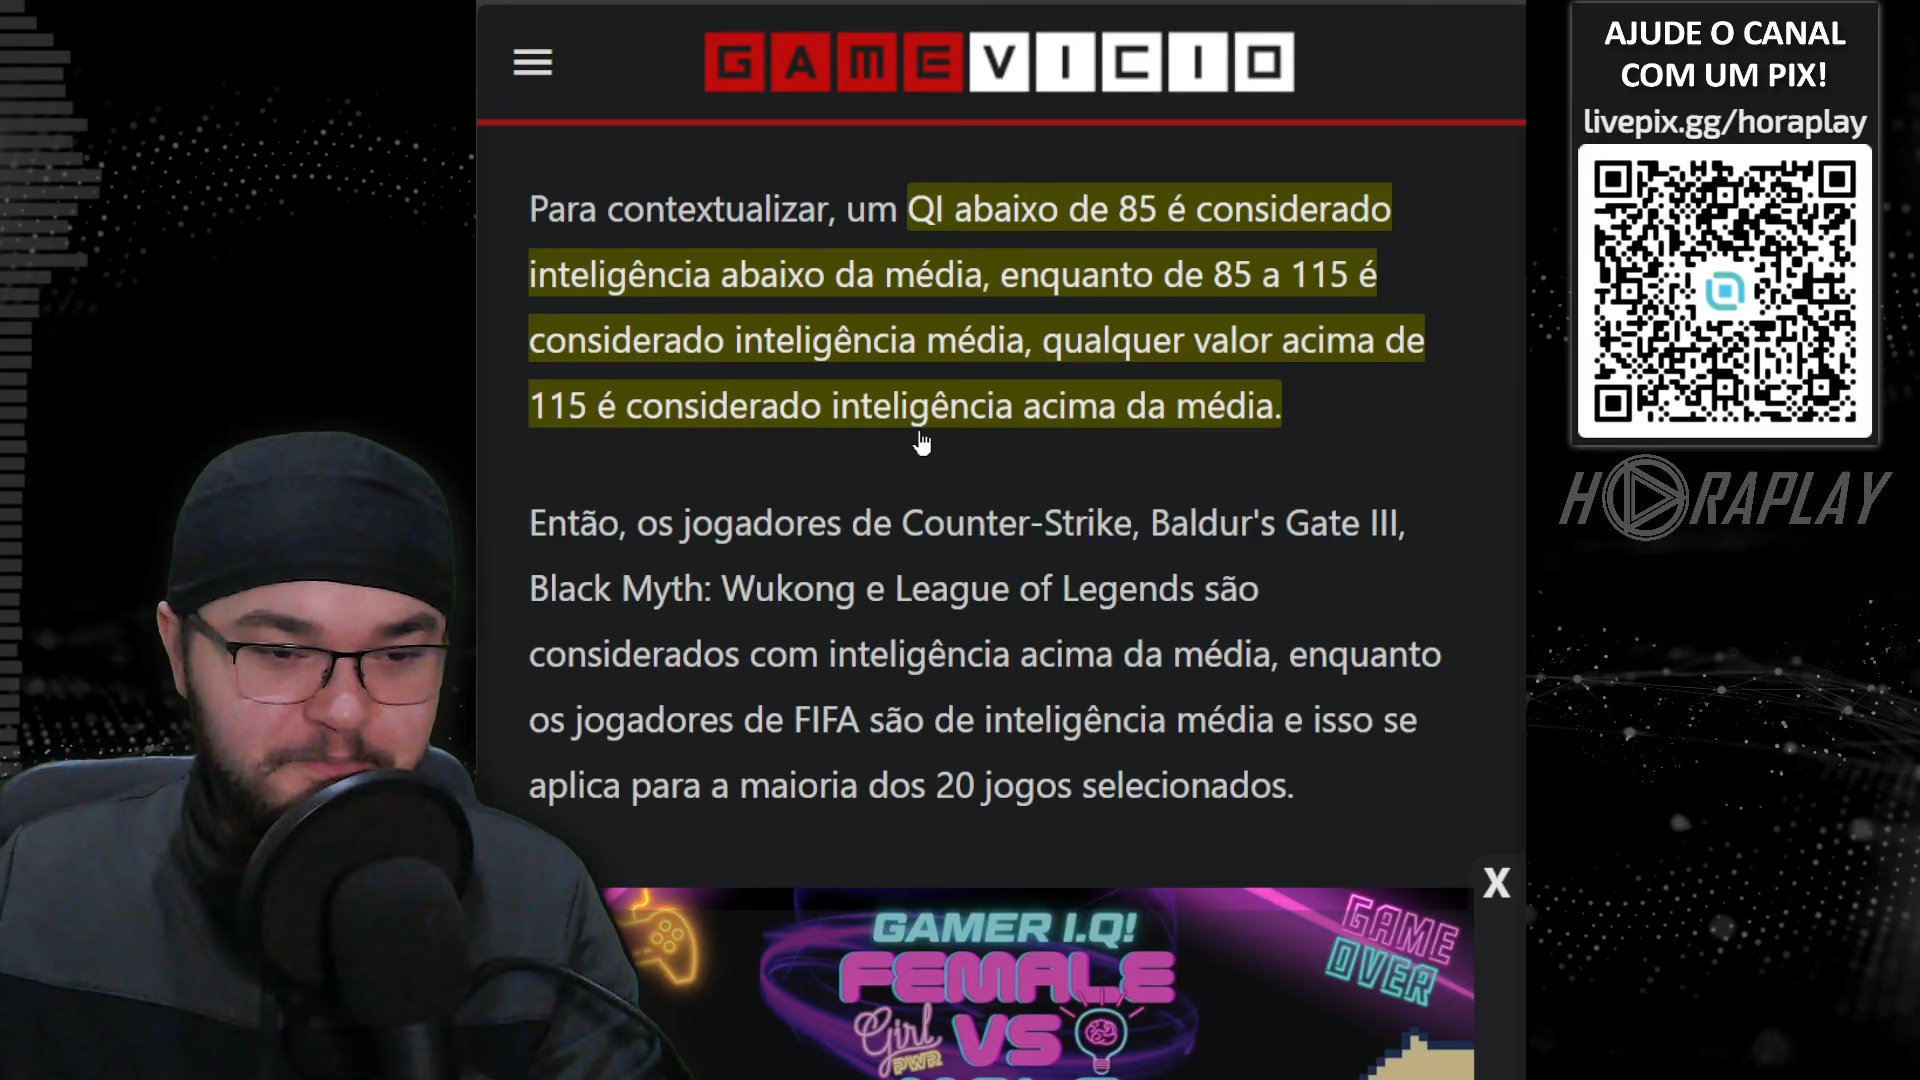 GAMEVICIO
Para contextualizar, um QI abaixo de 85 é considerado
inteligência abaixo da média, enquanto de 85 a 115 é
considerado inteligência média, qualquer valor acima de
115 é considerado inteligência acima da média.
Então, os jogadores de Counter-Strike, Baldur's Gate III,
Black Myth: Wukong e League of Legends são
considerados com inteligência acima da média, enquanto
os jogadores de FIFA são de inteligência média e isso se
aplica para a maioria dos 20 jogos selecionados.
X
GAMER I.Q!
FEMALE
Girl
PWR
VS
GAME
OVER
AJUDE O CANAL
COM UM PIX!
livepix.gg/horaplay
HORAPLAY